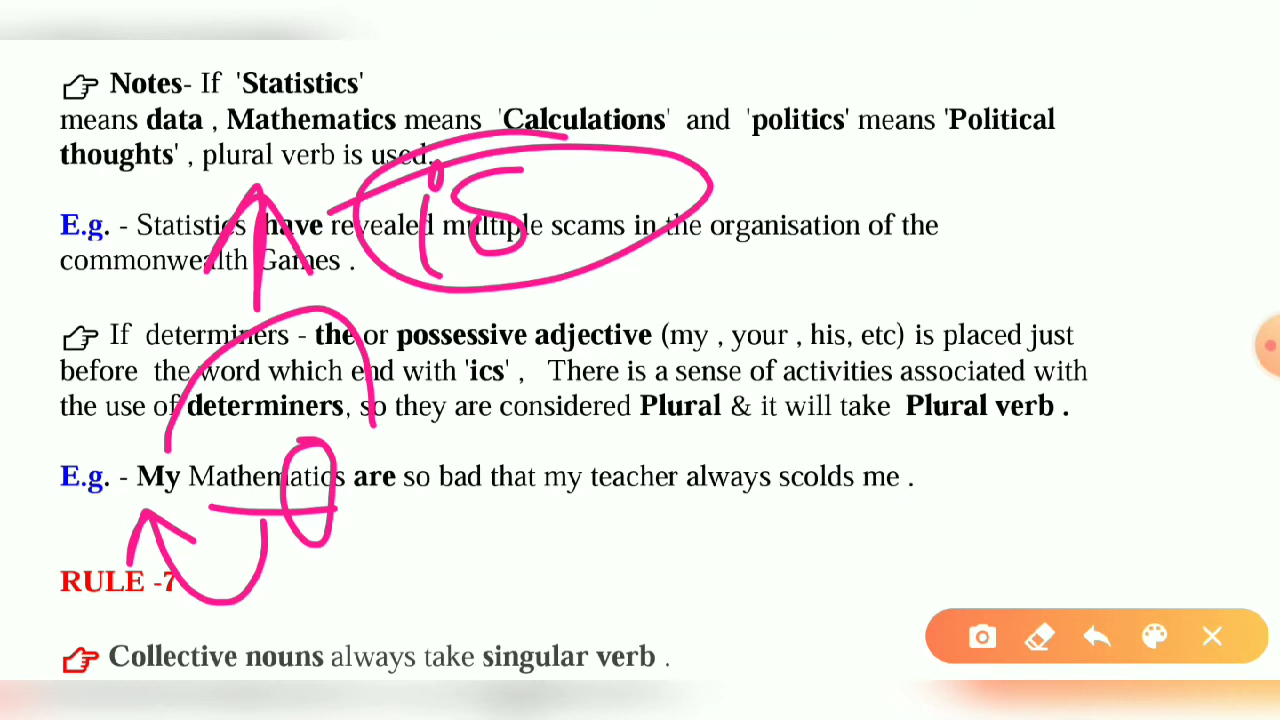 Notes- If 'Statistics'
means data , Mathematics means 'Calculations' and 'politics' means 'Political
thoughts' , plural verb is used.
is
E.g. - Statistics have revealed multiple scams in the organisation of the
commonwealth Games .
If determiners - the or possessive adjective (my , your , his, etc) is placed just
before the word which end with 'ics' , There is a sense of activities associated with
the use of determiners, so they are considered Plural & it will take Plural verb .
E.g. - My Mathematics are so bad that my teacher always scolds me .
RULE -7
Collective nouns always take singular verb .